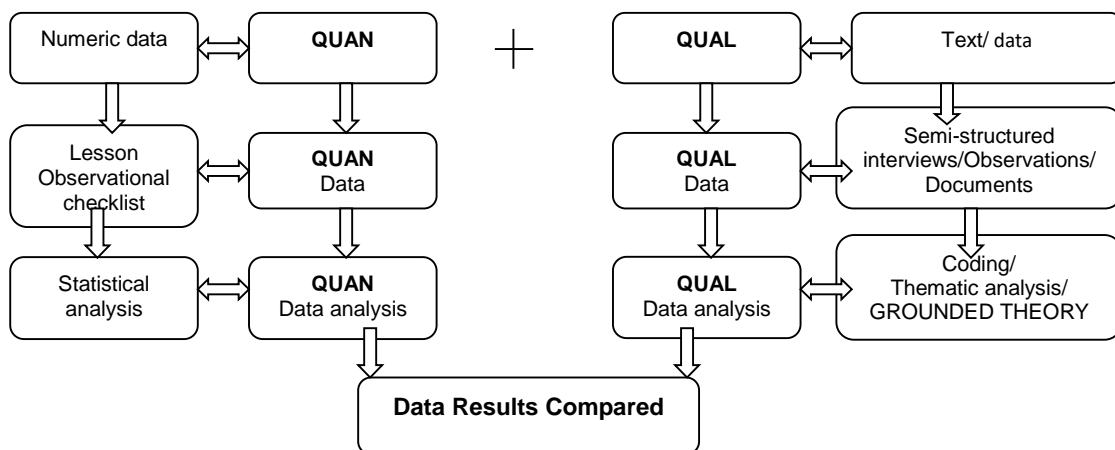 Numeric data
QUAN
+
QUAL
Text/ data
Lesson
Observational
checklist
QUAN
Data
QUAL
Data
Semi-structured
interviews/Observations/
Documents
Statistical
analysis
QUAN
Data analysis
QUAL
Data analysis
Coding/
Thematic analysis/
GROUNDED THEORY
Data Results Compared